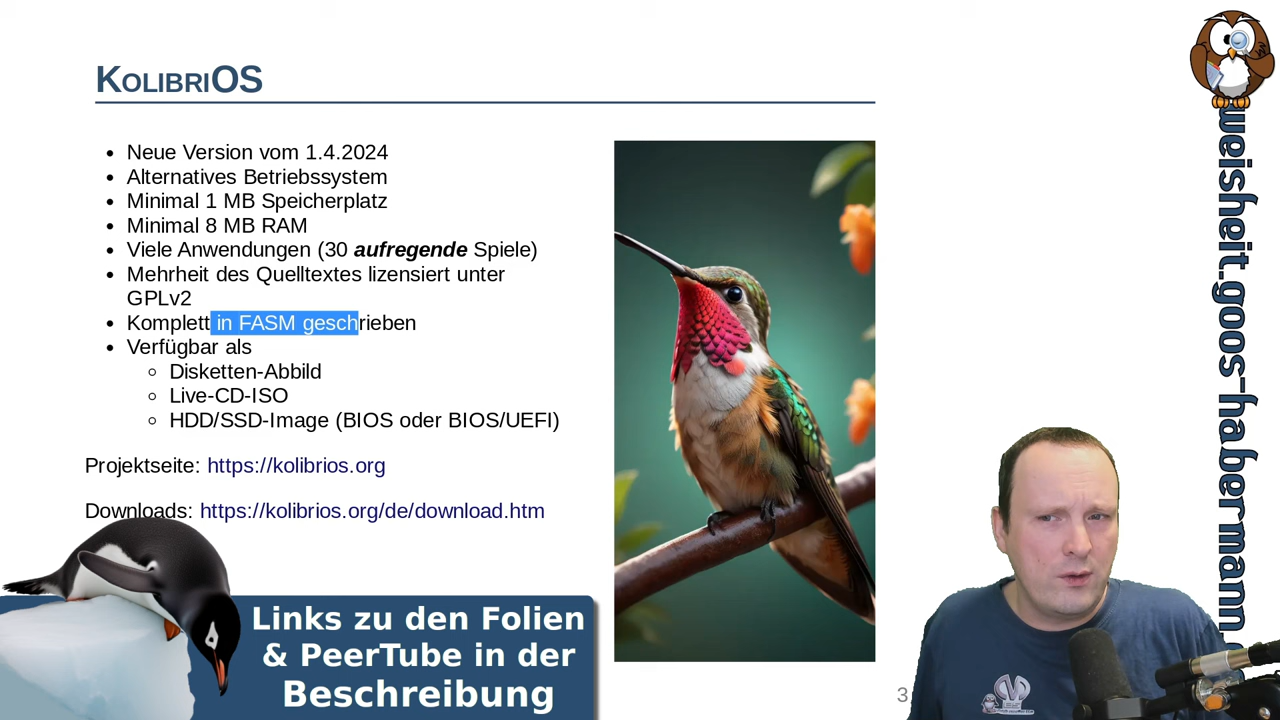 KOLIBRIOS
Neue Version vom 1.4.2024
Alternatives Betriebssystem
Minimal 1 MB Speicherplatz
Minimal 8 MB RAM
Viele Anwendungen (30 aufregende Spiele)
Mehrheit des Quelltextes lizensiert unter
GPLv2
Komplett in FASM geschrieben
Verfügbar als
Disketten-Abbild
Live-CD-ISO
HDD/SSD-Image (BIOS oder BIOS/UEFI)
Projektseite: https://kolibrios.org
Downloads: https://kolibrios.org/de/download.htm
Links zu den Folien
& PeerTube in der
Beschreibung
3
weisheit.goos-habermann.